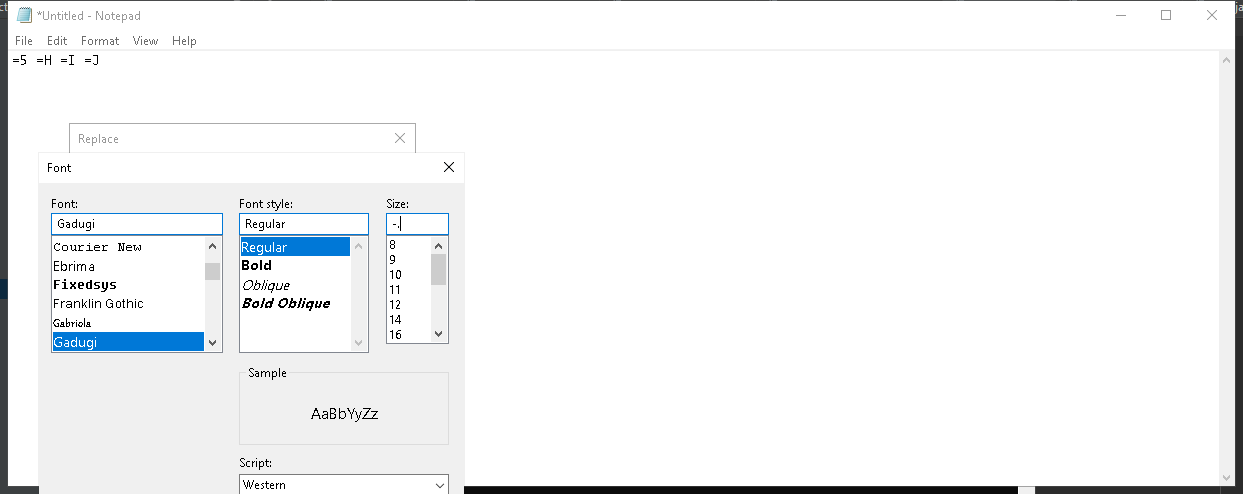 *Untitled - Notepad
File Edit Format View Help
=5 =H =I =J
Replace
Font
Font: Font style: Size:
Gadugi Regular -.
Courier New Regular 8
Ebrima Bold 9
Fixedsys Oblique 10
Franklin Gothic Bold Oblique 11
Gabriola 12
Gadugi 14
16
Sample
AaBbYyZz
Script:
Western